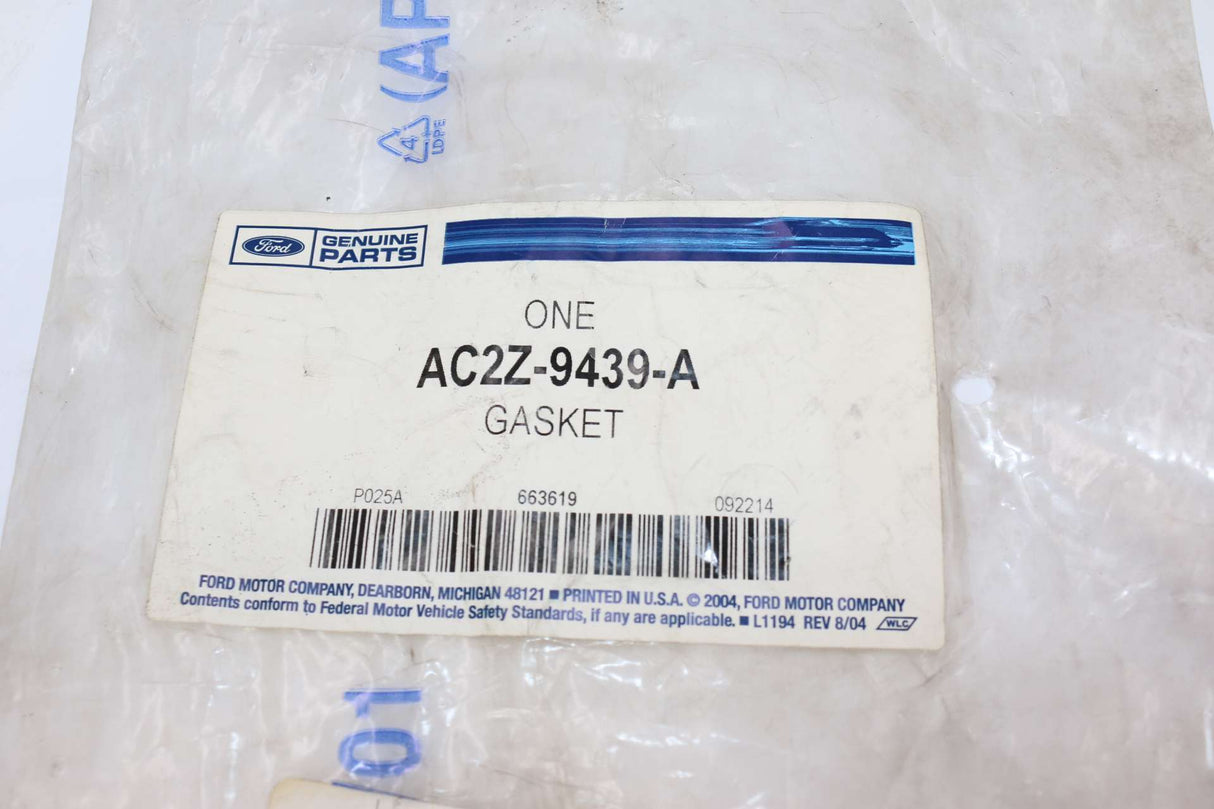 (AP
4
LDPE
Ford GENUINE PARTS
ONE
AC2Z-9439-A
GASKET
P025A 663619 092214
FORD MOTOR COMPANY, DEARBORN, MICHIGAN 48121 ■ PRINTED IN U.S.A. © 2004, FORD MOTOR COMPANY
Contents conform to Federal Motor Vehicle Safety Standards, if any are applicable. ■ L1194 REV 8/04 WLC
01